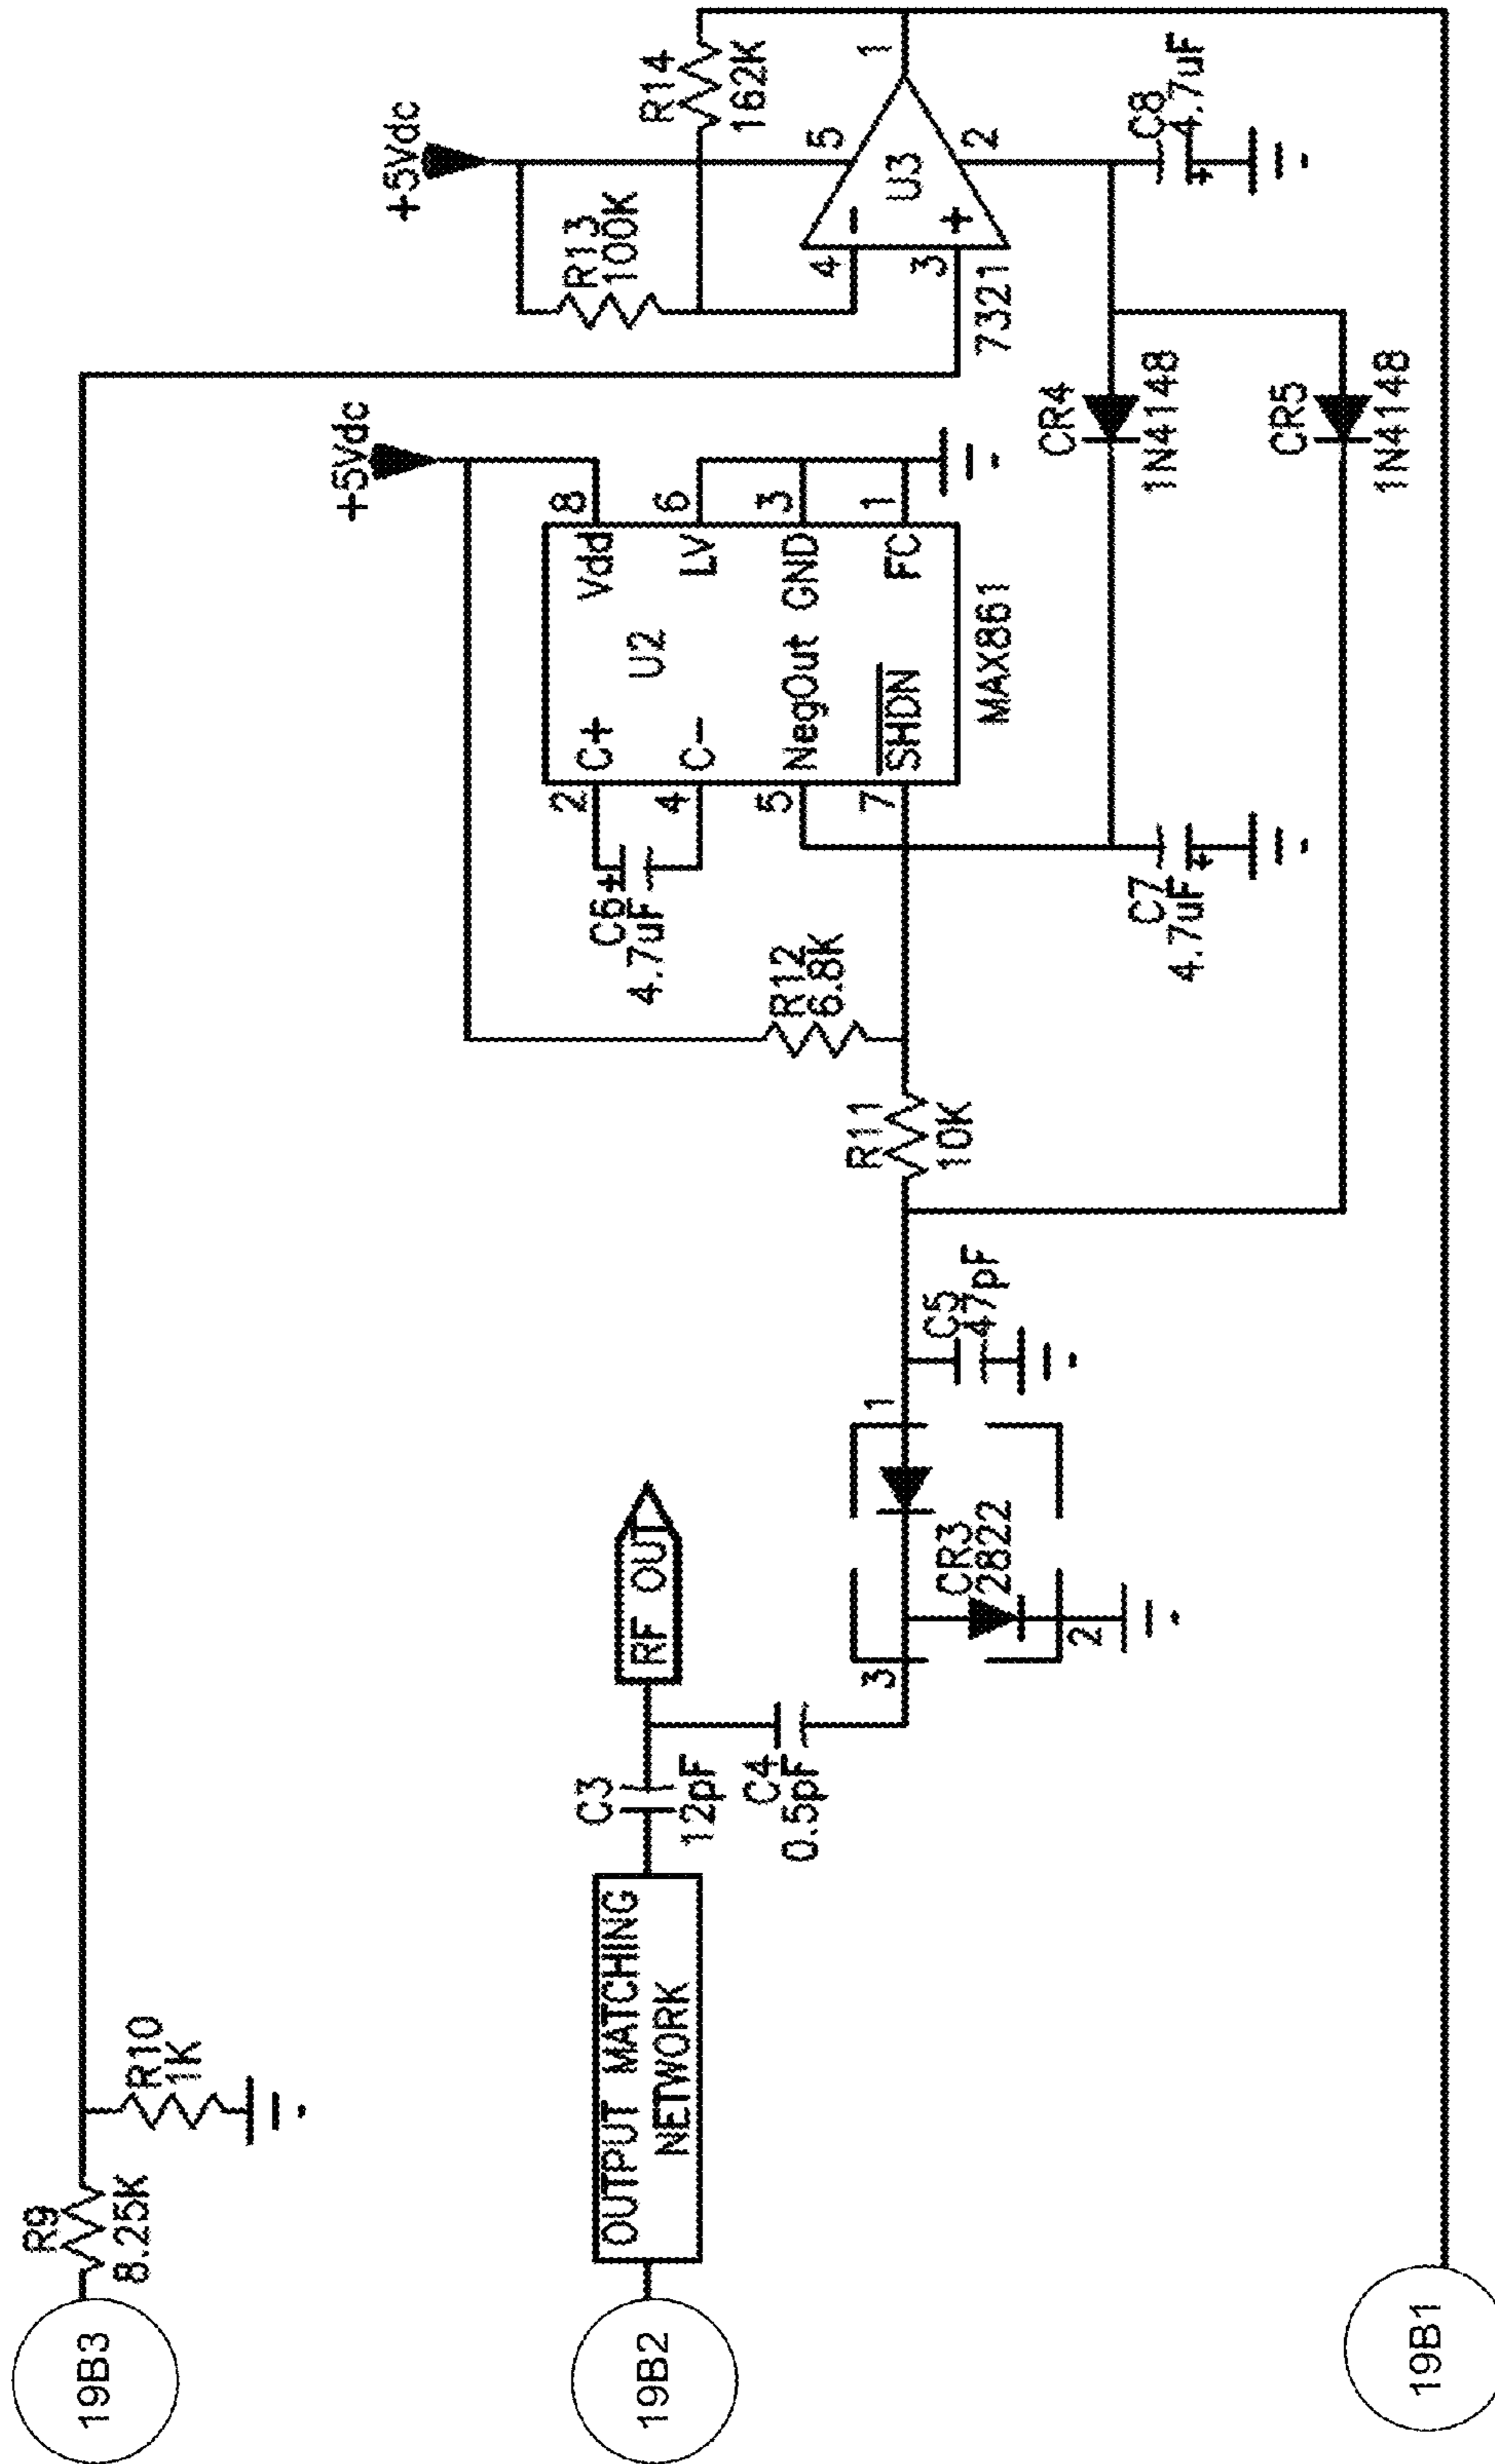 19B3
R9
8.25K
R10
1K
19B2
OUTPUT MATCHING
NETWORK
C3
12pF
RF OUT
C4
0.5pF
3
1
CR3
2822
2
C5
47pF
R11
10K
R12
6.8K
+5Vdc
C6
+
4.7uF
2
C+
Vdd
8
U2
4
C-
LV
6
5
NegOut
GND
3
7
SHDN
FC
1
MAX861
C7
4.7uF
+
CR4
1N4148
CR5
1N4148
+5Vdc
R13
100K
R14
162K
4
-
5
U3
1
3
+
2
7321
C8
4.7uF
+
19B1